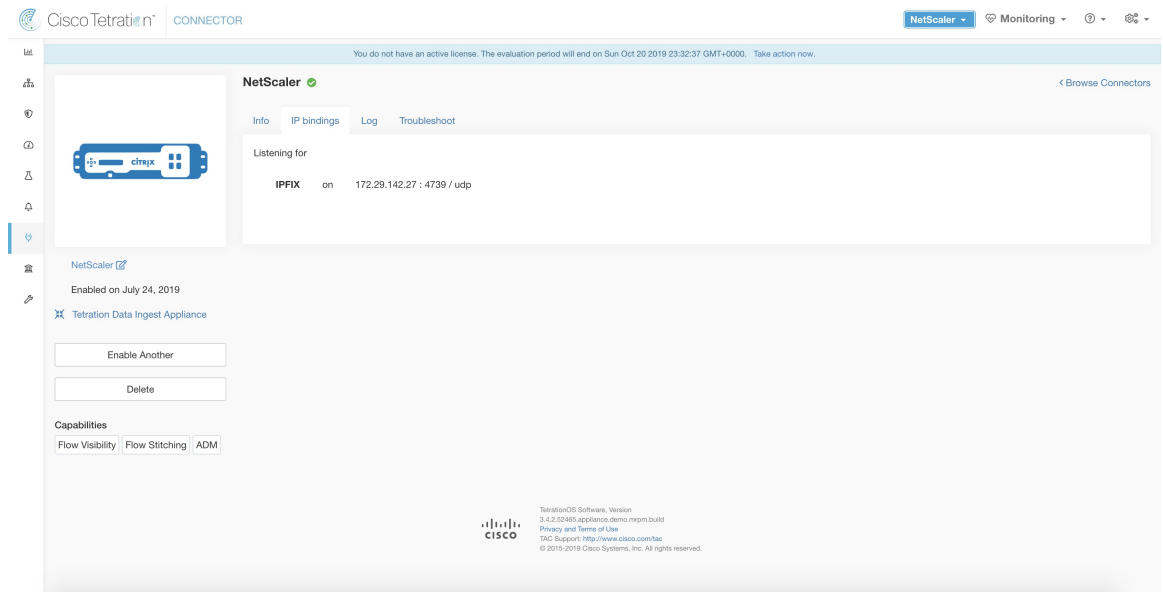 Cisco Tetration™
CONNECTOR
NetScaler
Monitoring
?
You do not have an active license. The evaluation period will end on Sun Oct 20 2019 23:32:37 GMT+0000. Take action now.
CİTRIX
NetScaler
< Browse Connectors
Info IP bindings Log Troubleshoot
Listening for
IPFIX on 172.29.142.27 : 4739 / udp
NetScaler
Enabled on July 24, 2019
Tetration Data Ingest Appliance
Enable Another
Delete
Capabilities
Flow Visibility Flow Stitching ADM
CISCO
TetrationOS Software, Version
3.4.2.52465.appliance.demo.mrpm.build
Privacy and Terms of Use
TAC Support: http://www.cisco.com/tac
© 2015-2019 Cisco Systems, Inc. All rights reserved.